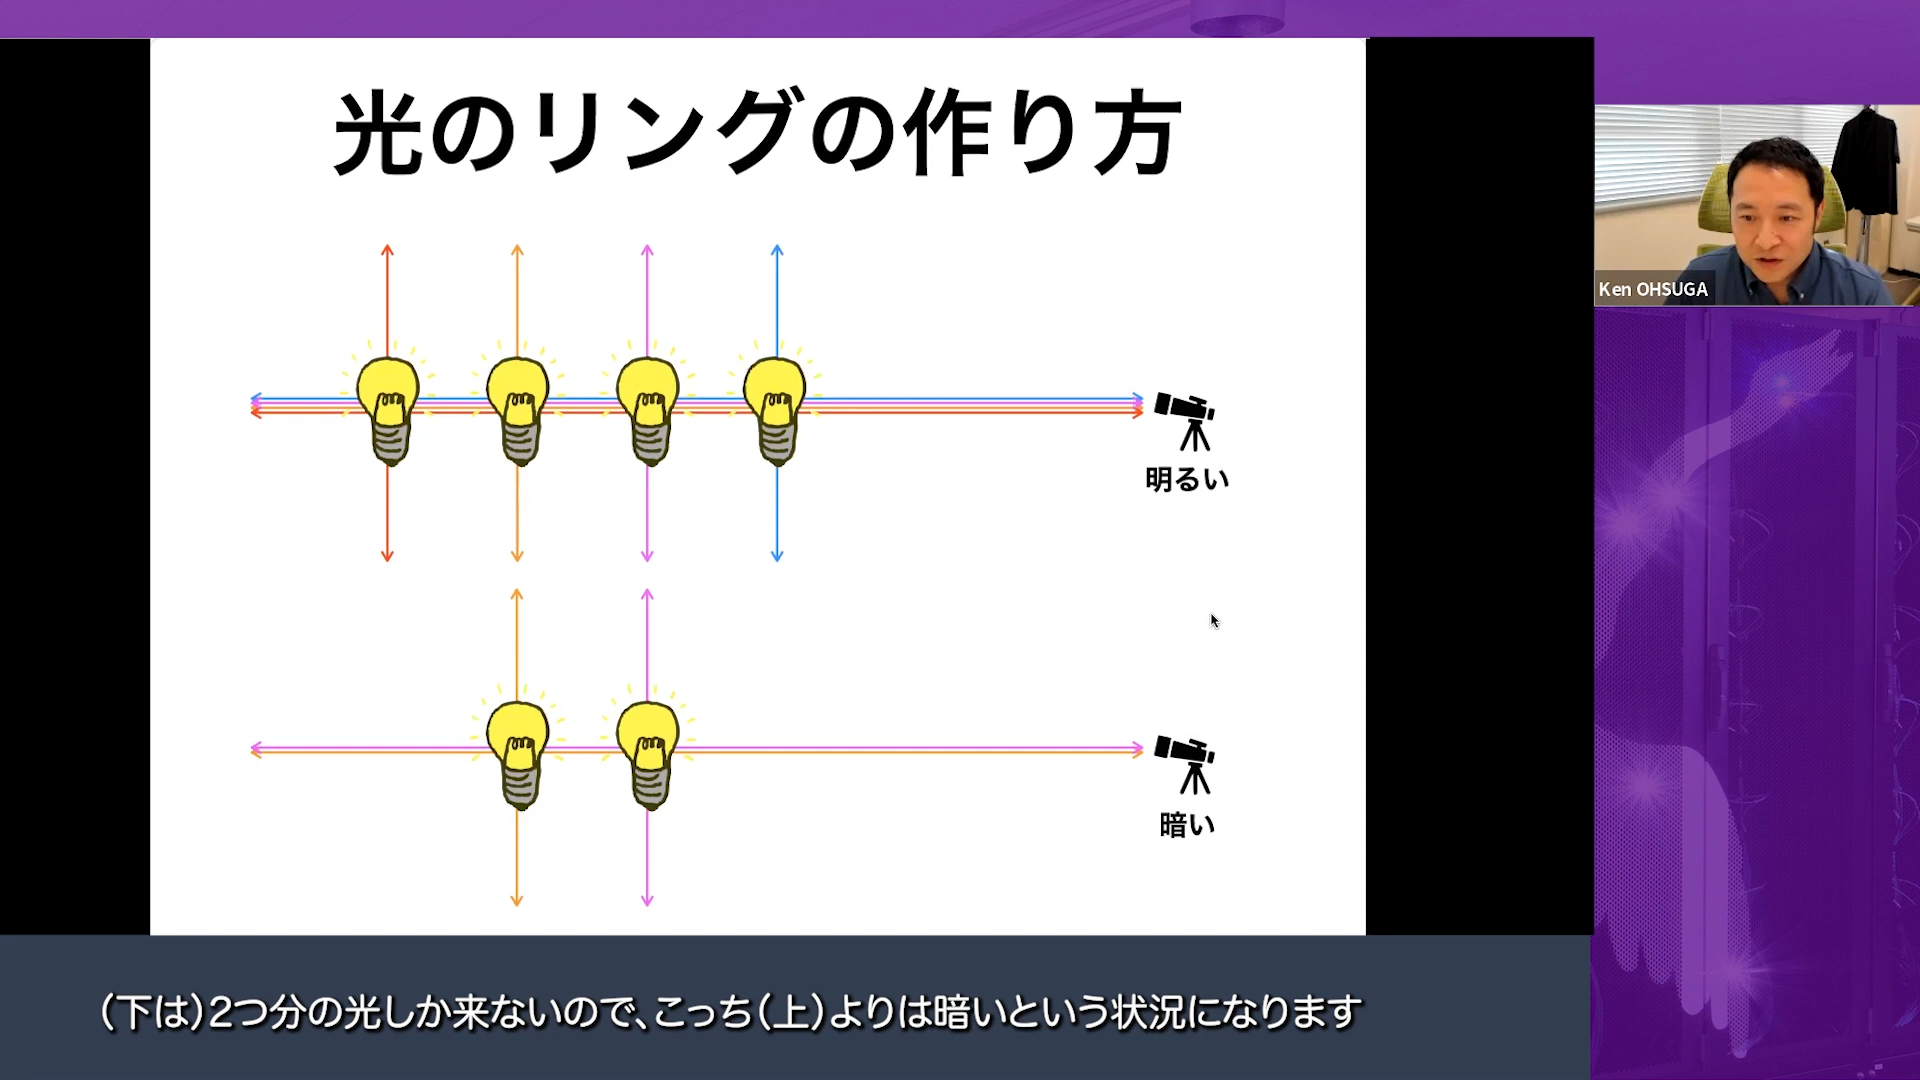 光のリングの作り方
Ken OHSUGA
明るい
暗い
(下は)2つ分の光しか来ないので、こっち(上)よりは暗いという状況になります